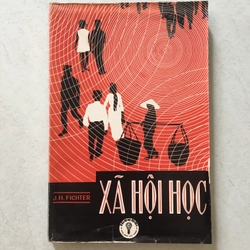 J.H. FICHTER
XÃ HỘI HỌC